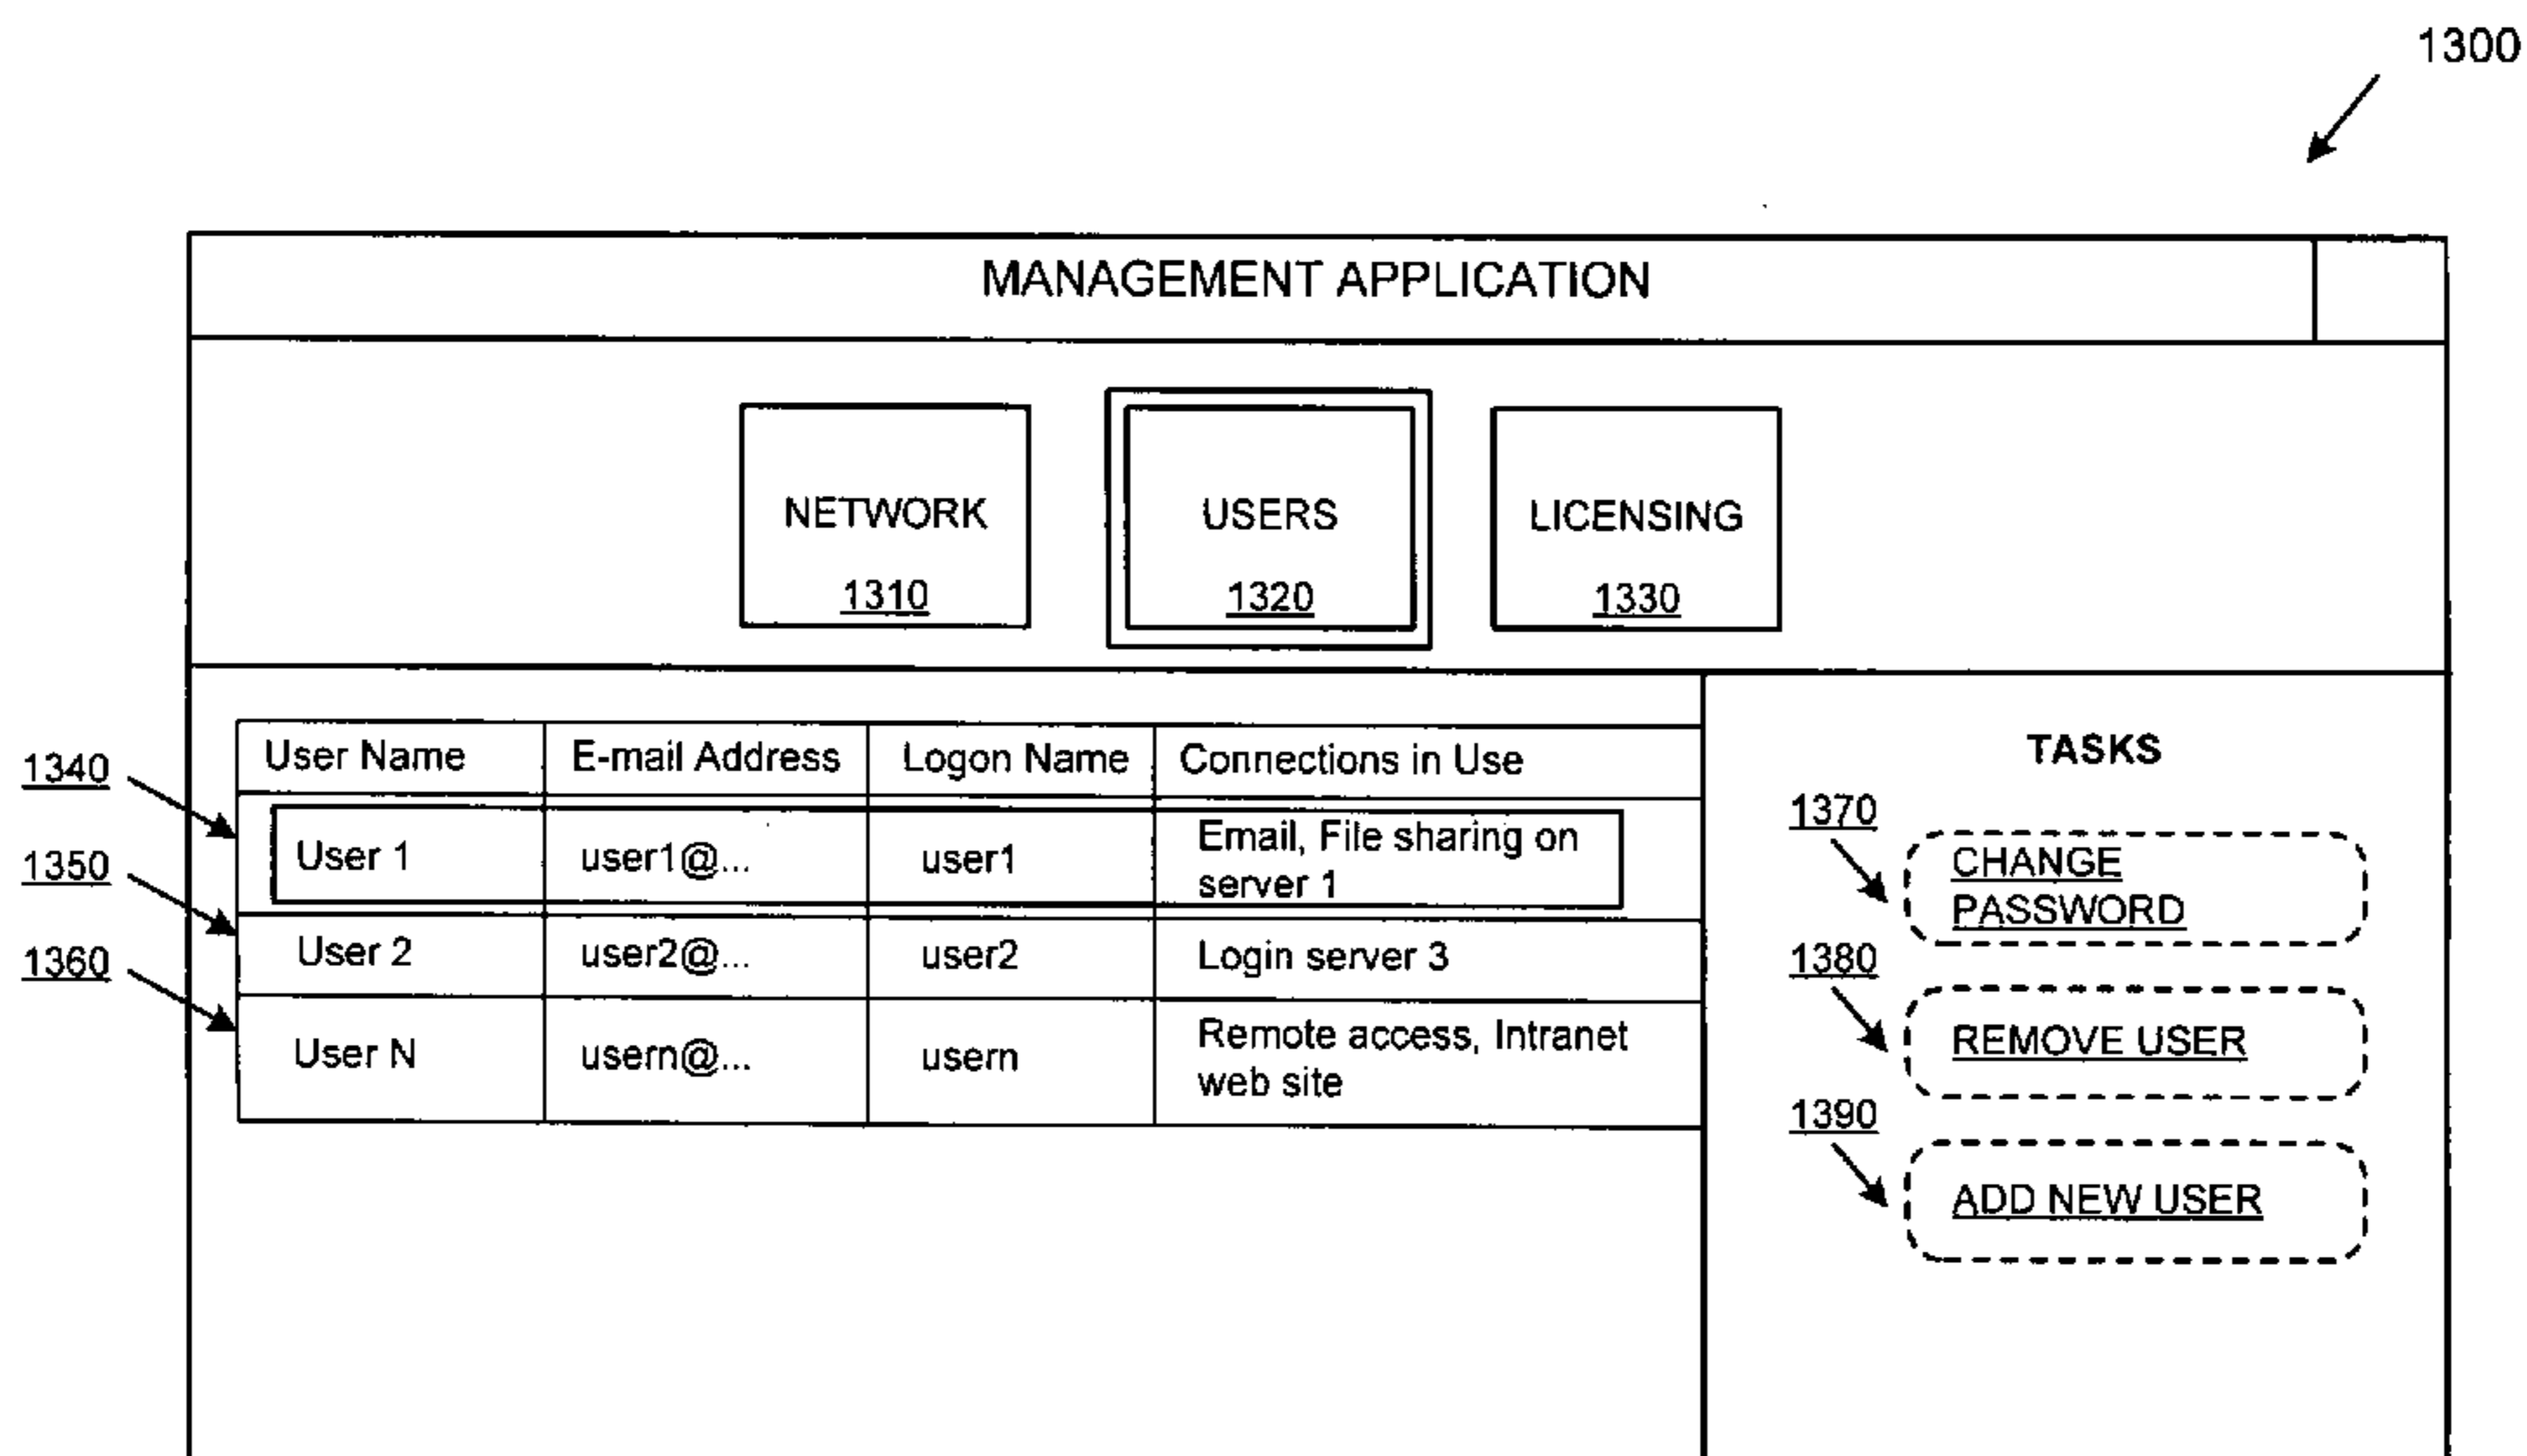 1300
MANAGEMENT APPLICATION
NETWORK
1310
USERS
1320
LICENSING
1330
User Name E-mail Address Logon Name Connections in Use
1340
User 1 user1@... user1 Email, File sharing on
server 1
1350
User 2 user2@... user2 Login server 3
1360
User N usern@... usern Remote access, Intranet
web site
TASKS
1370
CHANGE
PASSWORD
1380
REMOVE USER
1390
ADD NEW USER